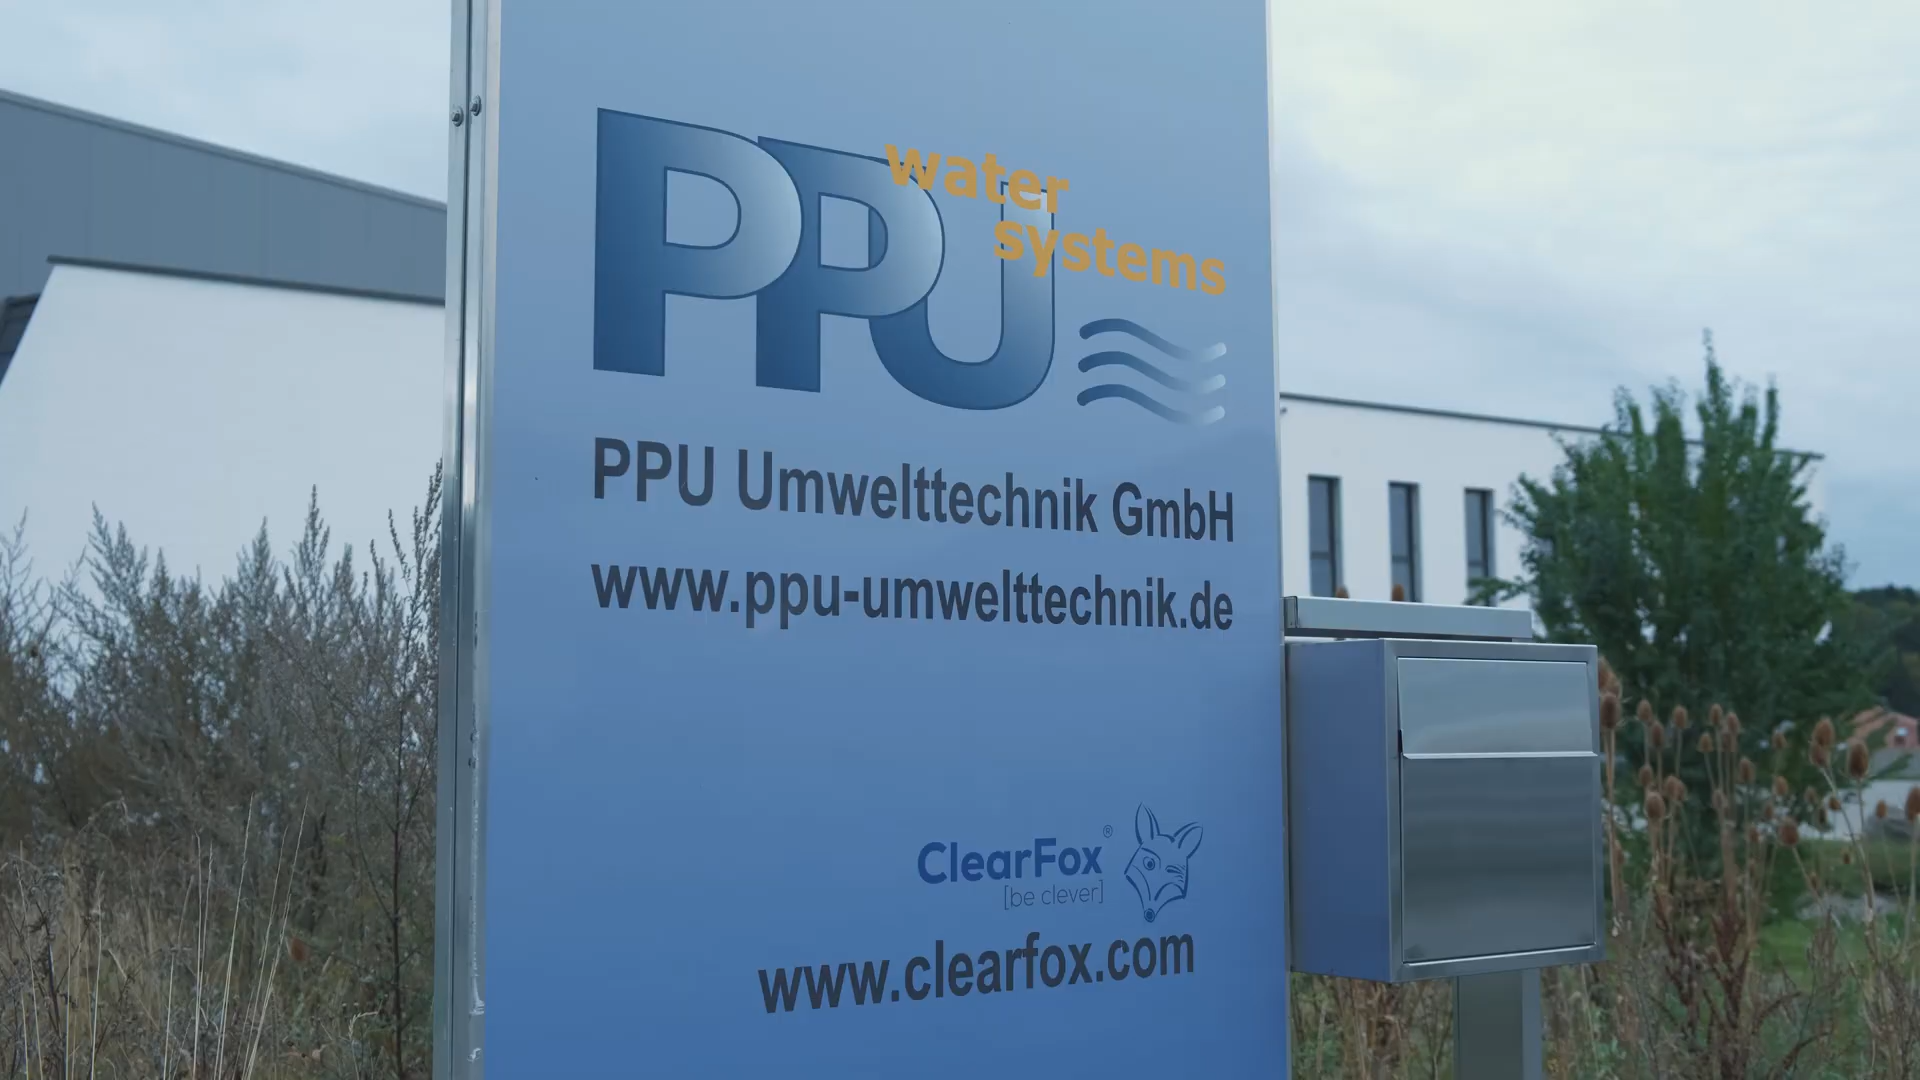 PPU
water
systems
PPU Umwelttechnik GmbH
www.ppu-umwelttechnik.de
ClearFox®
[be clever]
www.clearfox.com